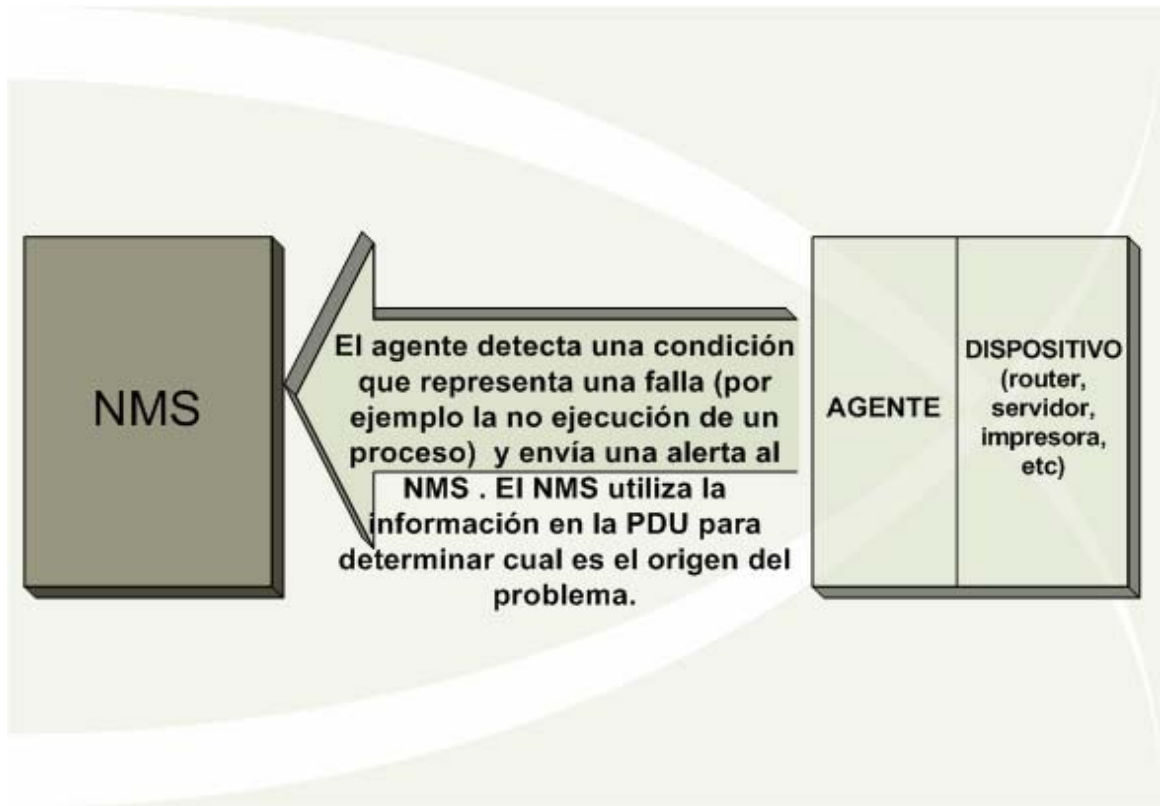 NMS
El agente detecta una condición
que representa una falla (por
ejemplo la no ejecución de un
proceso) y envía una alerta al
NMS . El NMS utiliza la
información en la PDU para
determinar cual es el origen del
problema.
AGENTE
DISPOSITIVO
(router,
servidor,
impresora,
etc)